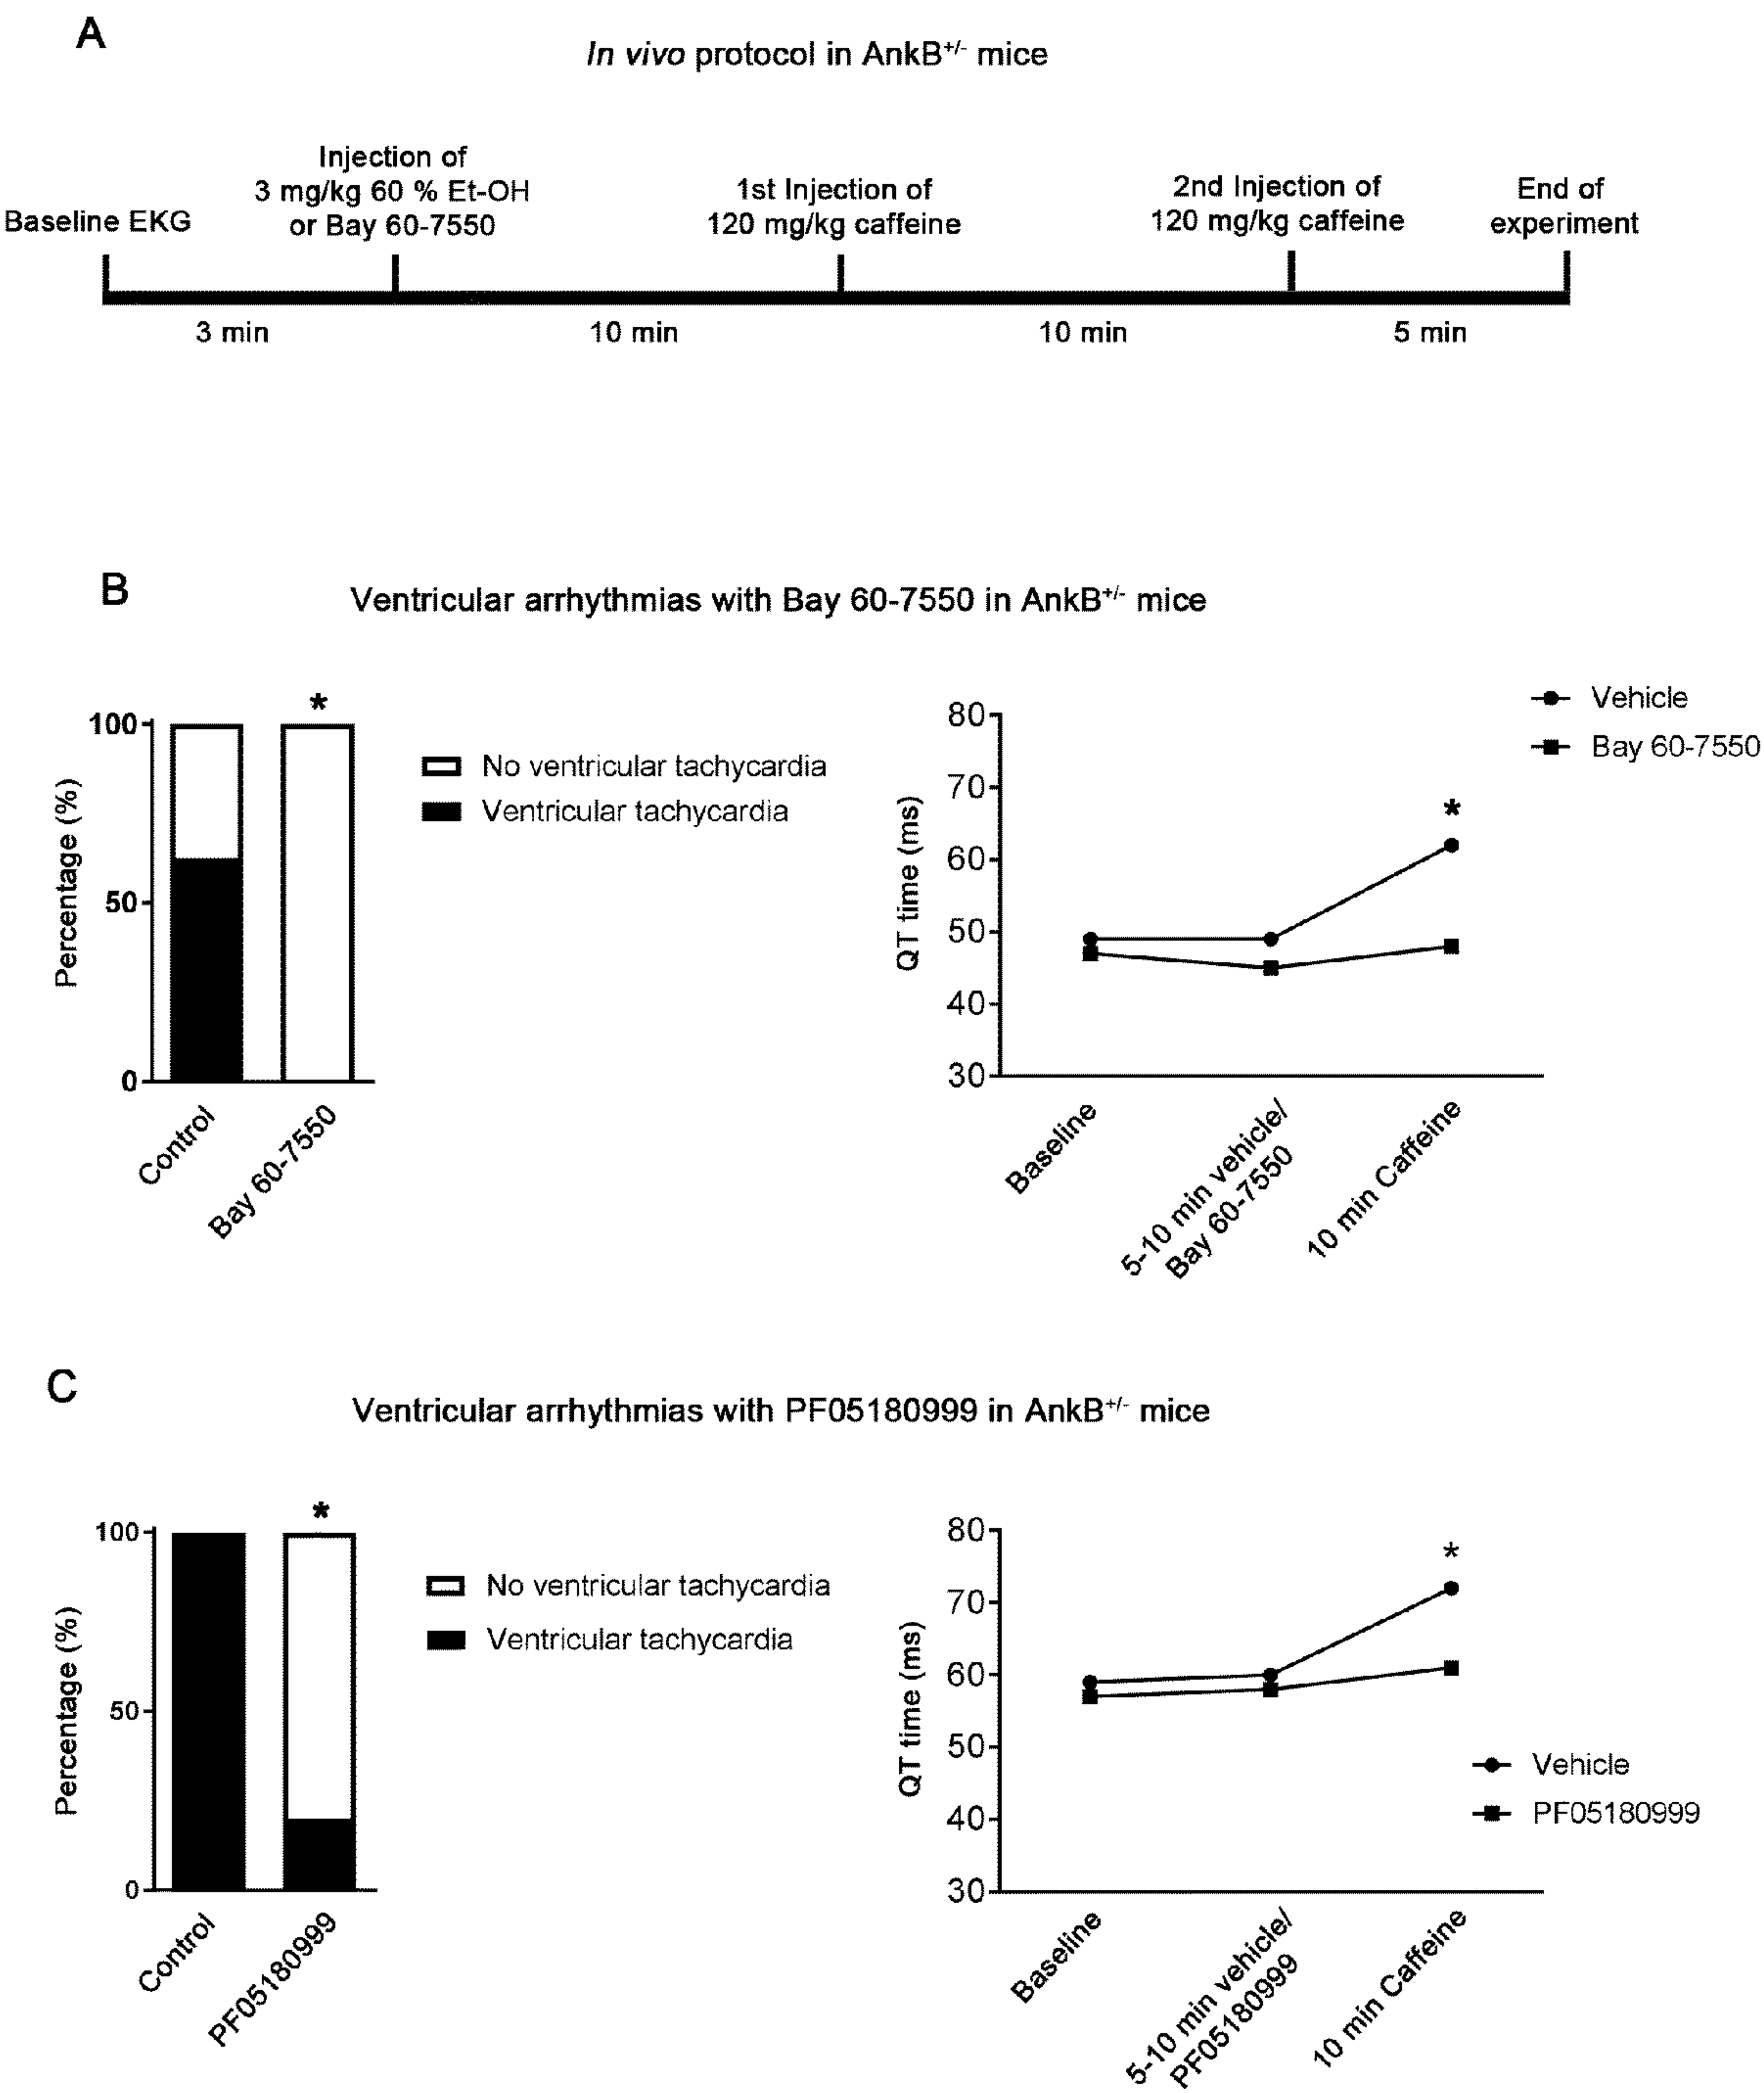 A
In vivo protocol in AnkB+/- mice
Baseline EKG
Injection of
3 mg/kg 60 % Et-OH
or Bay 60-7550
1st Injection of
120 mg/kg caffeine
2nd Injection of
120 mg/kg caffeine
End of
experiment
3 min
10 min
10 min
5 min
B
Ventricular arrhythmias with Bay 60-7550 in AnkB+/- mice
Percentage (%)
100
50
0
*
Control
Bay 60-7550
No ventricular tachycardia
Ventricular tachycardia
QT time (ms)
80
70
60
50
40
30
*
Baseline
5-10 min vehicle/
Bay 60-7550
10 min Caffeine
Vehicle
Bay 60-7550
C
Ventricular arrhythmias with PF05180999 in AnkB+/- mice
Percentage (%)
100
50
0
*
Control
PF05180999
No ventricular tachycardia
Ventricular tachycardia
QT time (ms)
80
70
60
50
40
30
*
Baseline
5-10 min vehicle/
PF05180999
10 min Caffeine
Vehicle
PF05180999